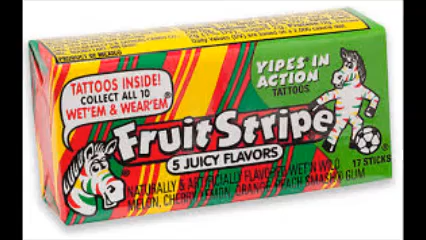 PRODUCT OF MEXICO
TATTOOS INSIDE!
COLLECT ALL 10
WET'EM & WEAR'EM
YIPES IN
ACTION
TATTOOS
Fruit Stripe
5 JUICY FLAVORS
17 STICKS
NATURALLY & ARTIFICIALLY FLAVORED WET N WILD
MELON, CHERRY LEMON, ORANGE, PEACH SMASH GUM